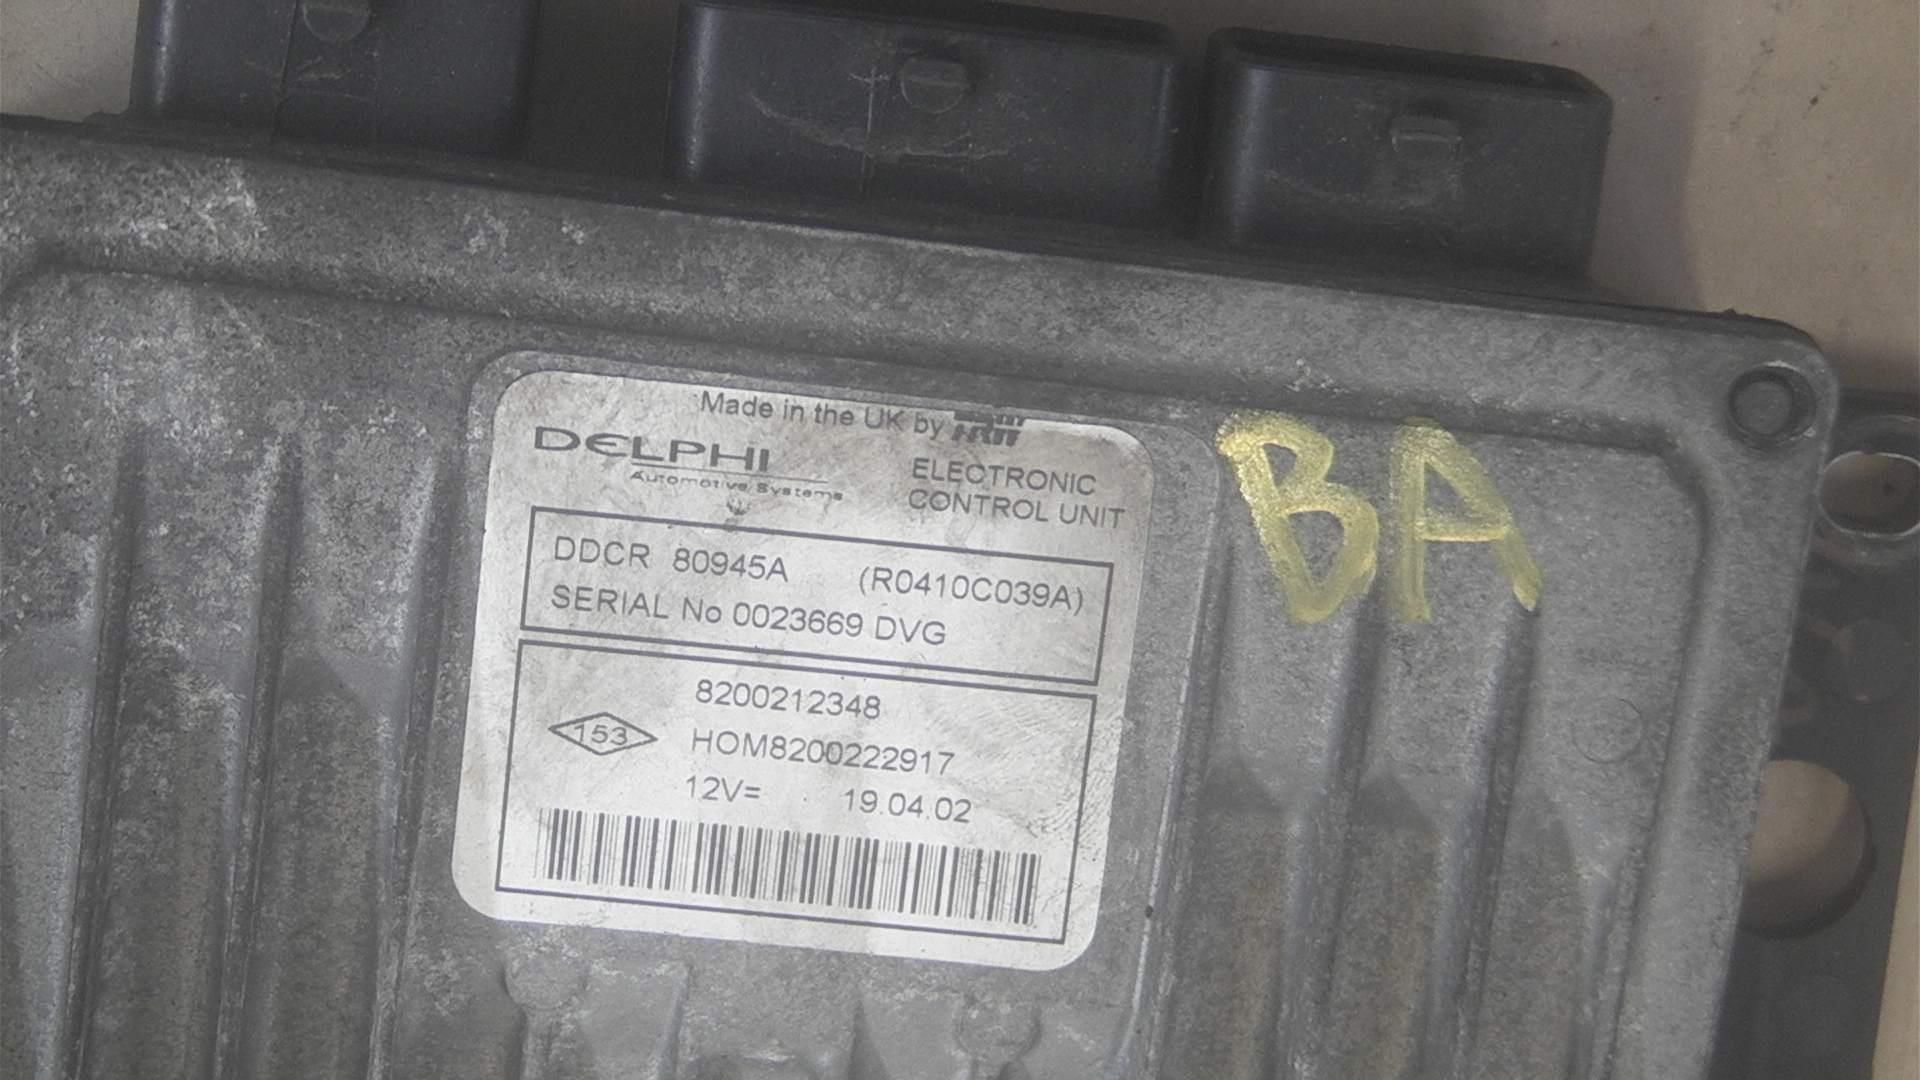 Made in the UK by TRW
DELPHI
Automotive Systems
ELECTRONIC
CONTROL UNIT
DDCR 80945A (R0410C039A)
SERIAL No 0023669 DVG
8200212348
153
HOM8200222917
12V= 19.04.02
BA